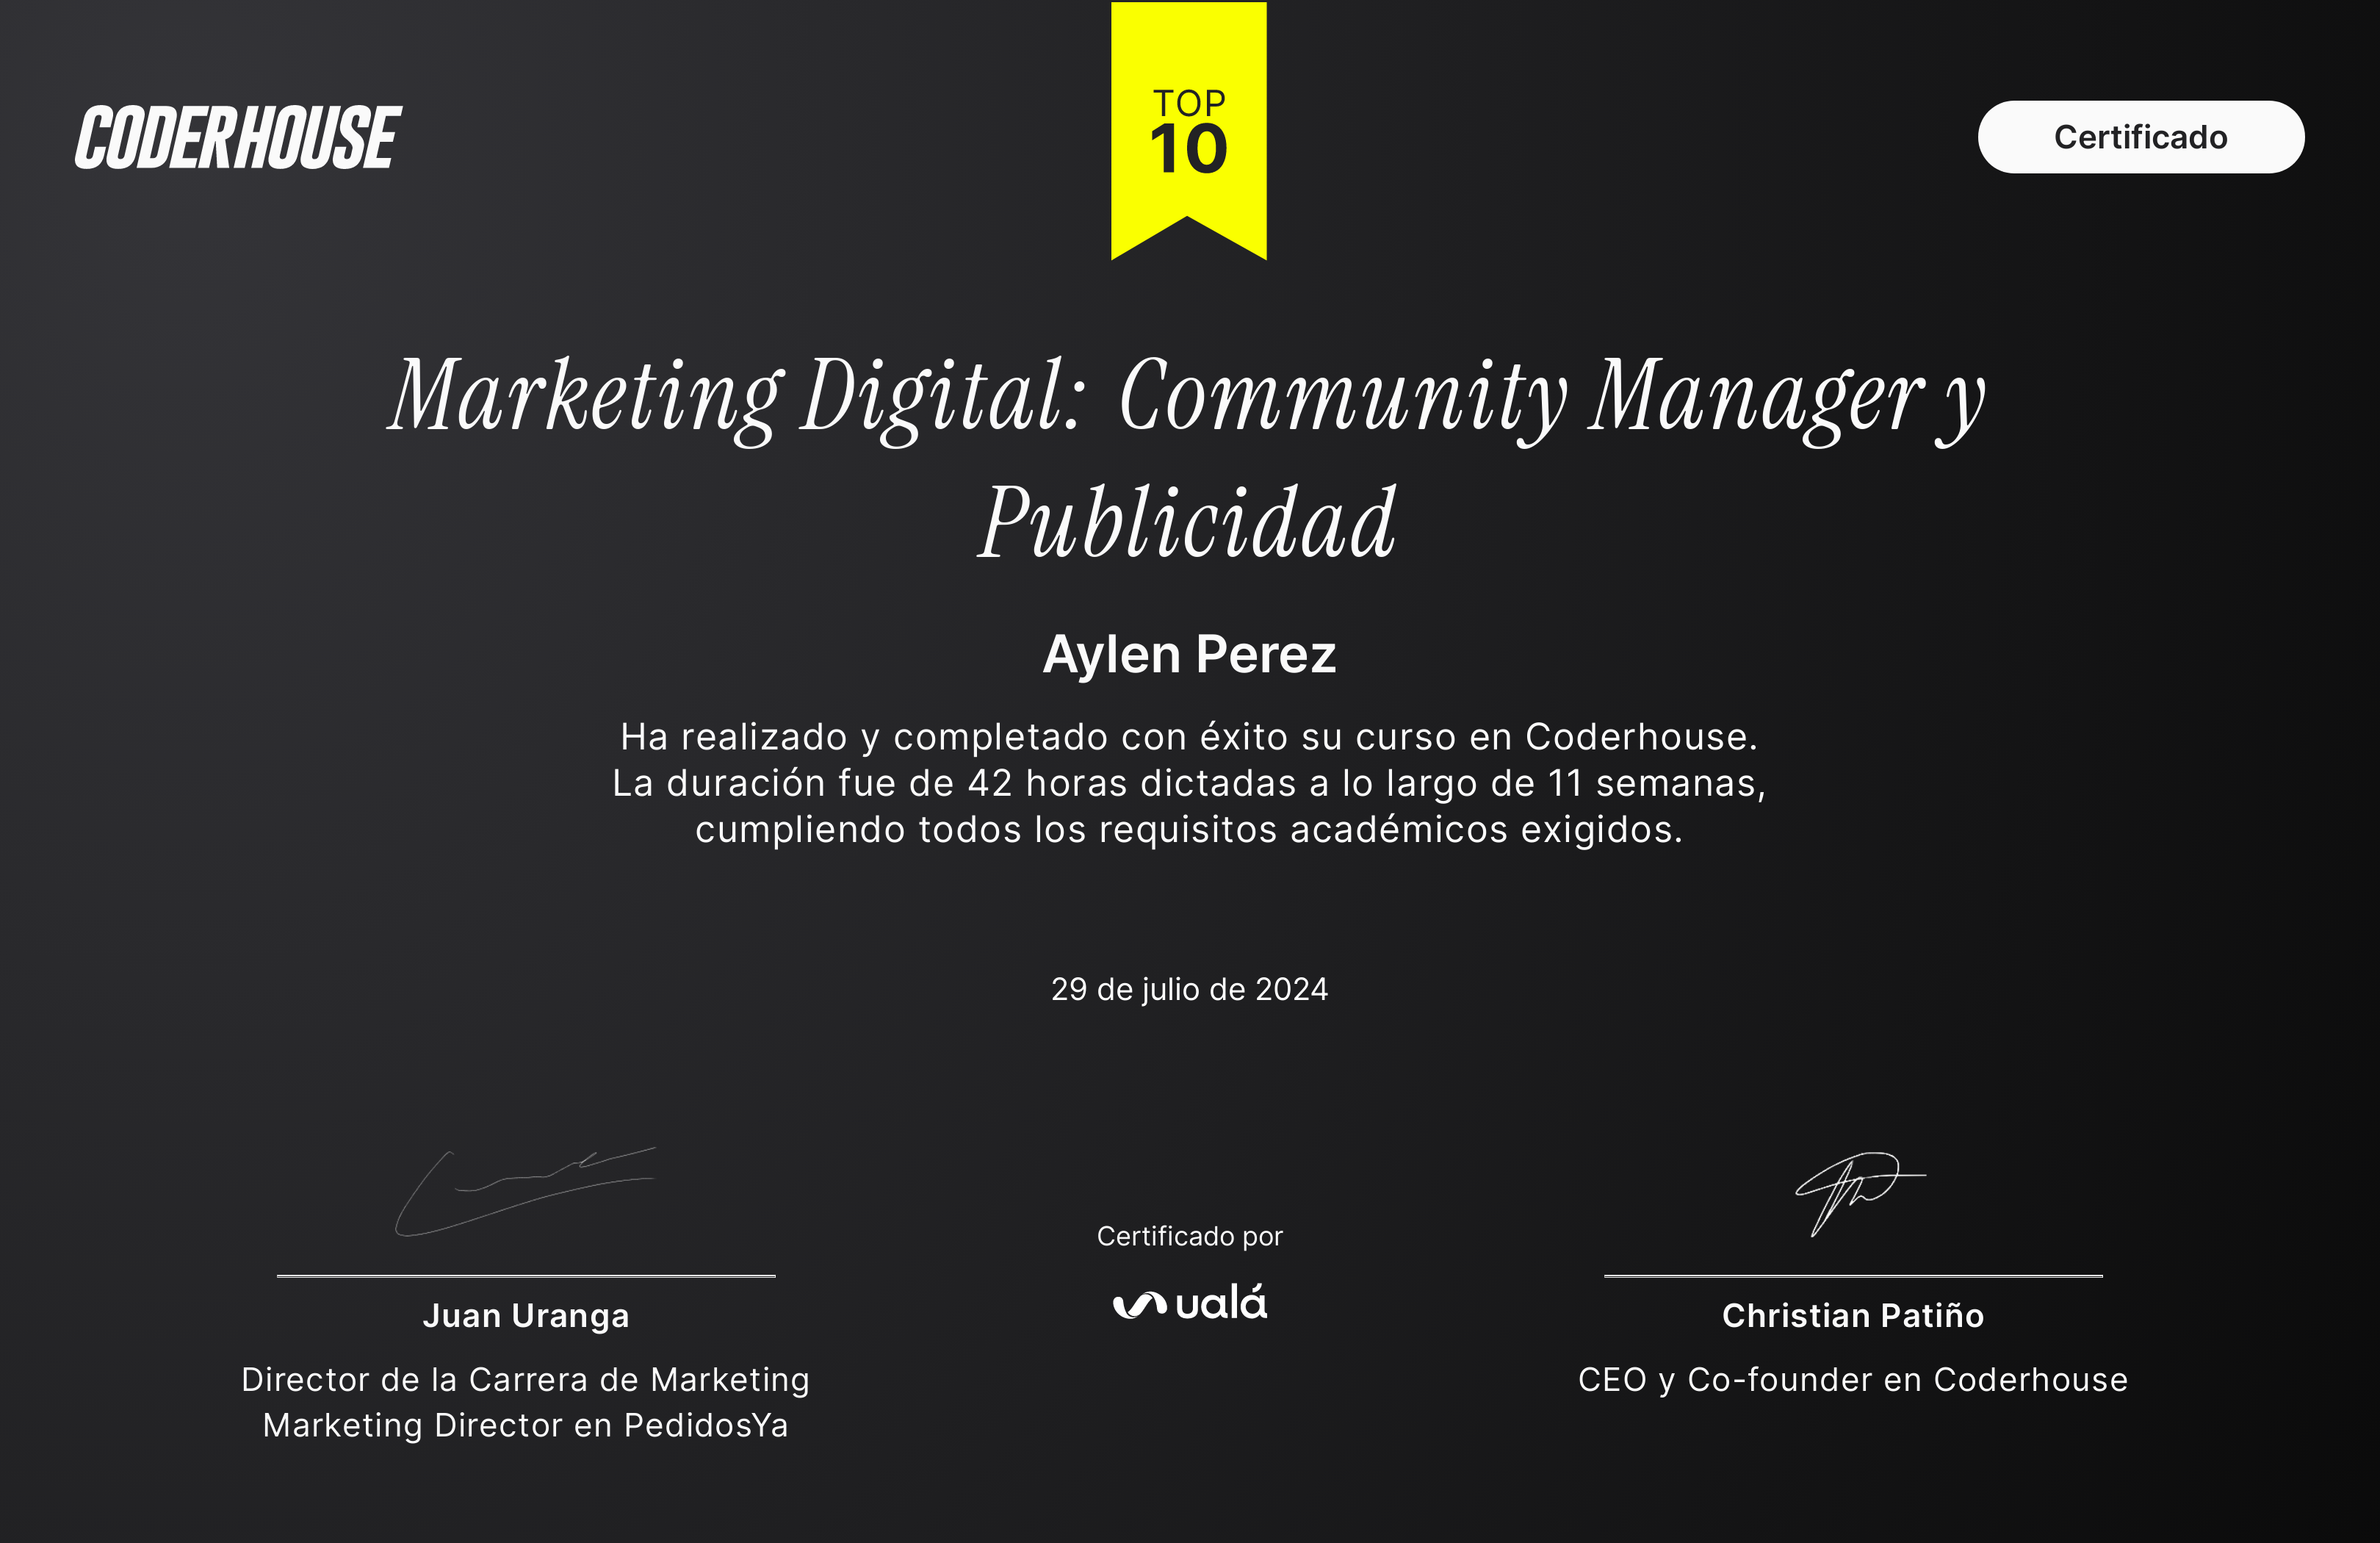 CODERHOUSE
TOP
10
Certificado
Marketing Digital: Community Manager y
Publicidad
Aylen Perez
Ha realizado y completado con éxito su curso en Coderhouse.
La duración fue de 42 horas dictadas a lo largo de 11 semanas,
cumpliendo todos los requisitos académicos exigidos.
29 de julio de 2024
Certificado por
ualá
Juan Uranga
Director de la Carrera de Marketing
Marketing Director en PedidosYa
Christian Patiño
CEO y Co-founder en Coderhouse